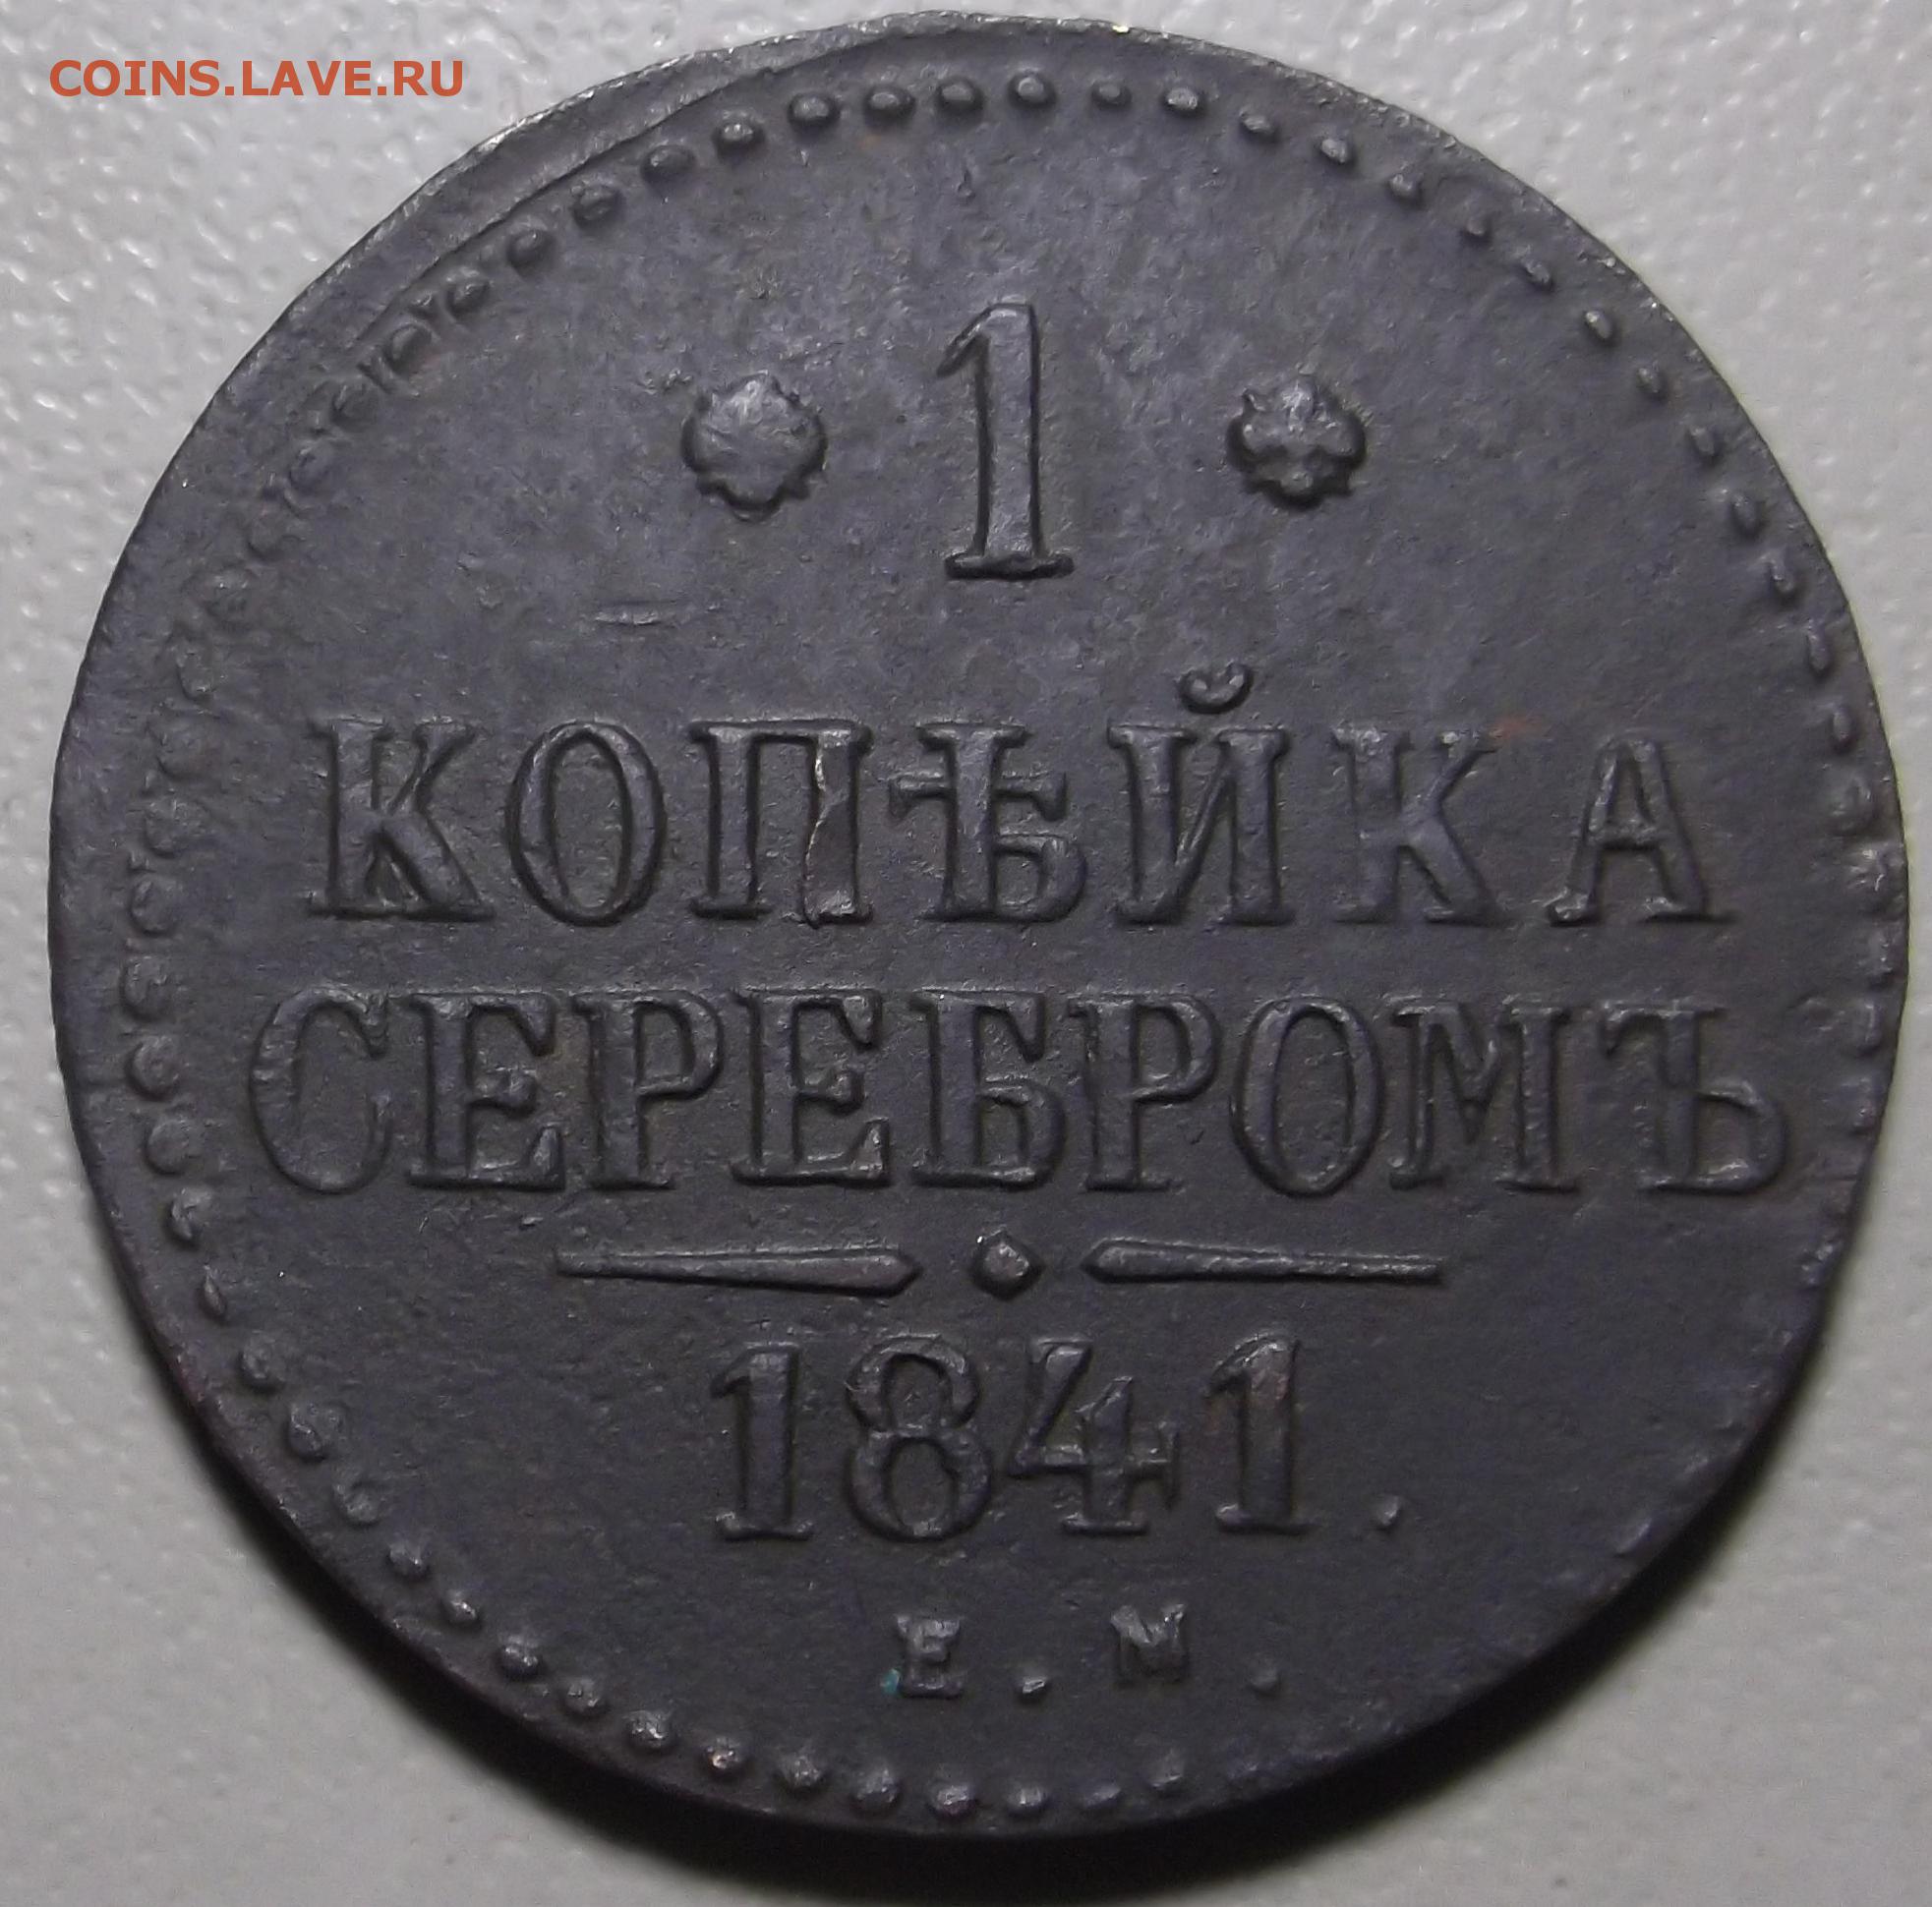 COINS.LAVE.RU
1
КОПѢЙКА
СЕРЕБРОМЪ
1841.
Е.М.